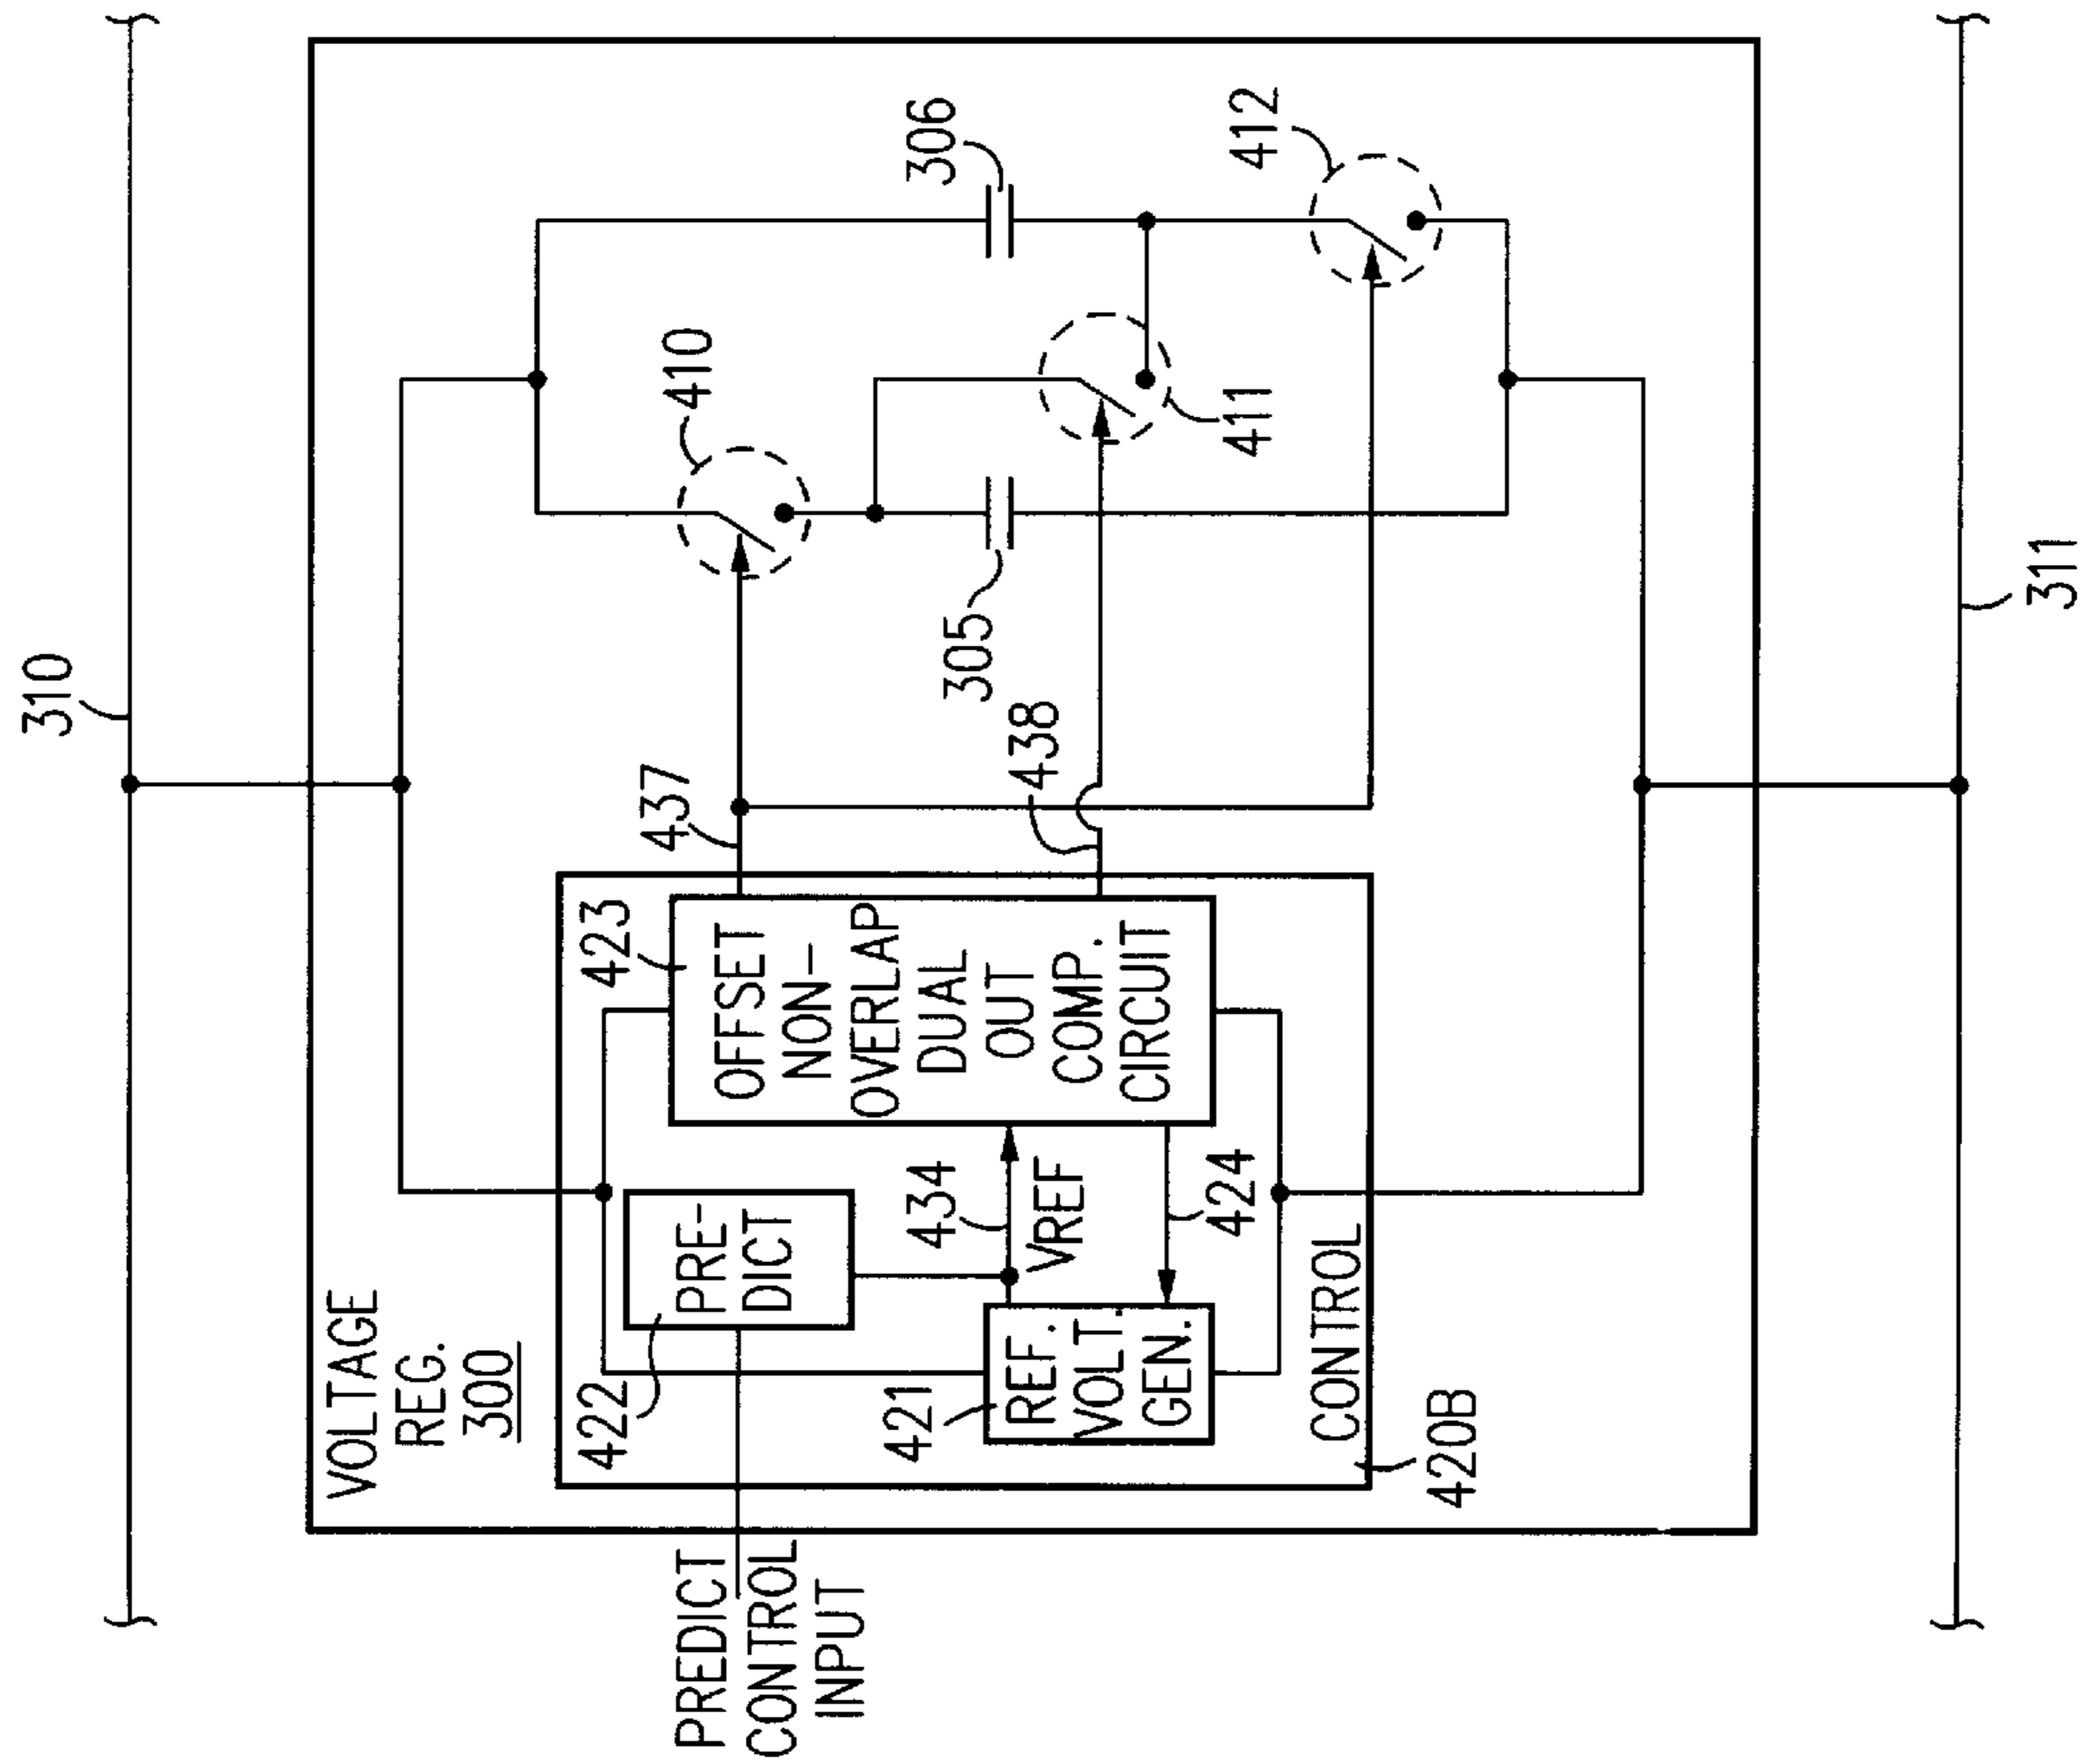 310
VOLTAGE
REG.
300
PREDICT
CONTROL
INPUT
422
PRE-
DICT
421
REF.
VOLT.
GEN.
434
VREF
424
423
OFFSET
NON-
OVERLAP
DUAL
OUT
COMP.
CIRCUIT
CONTROL
420B
437
438
410
305
306
411
412
311